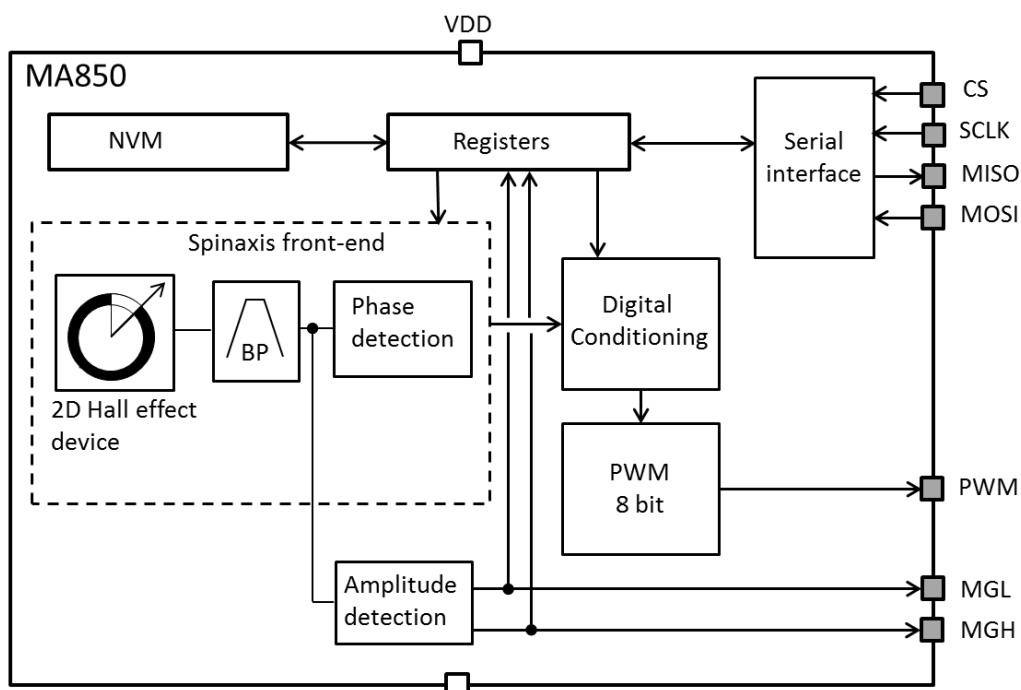 VDD
MA850
NVM
Registers
Serial
interface
CS
SCLK
MISO
MOSI
Spinaxis front-end
BP
Phase
detection
2D Hall effect
device
Digital
Conditioning
PWM
8 bit
PWM
Amplitude
detection
MGL
MGH